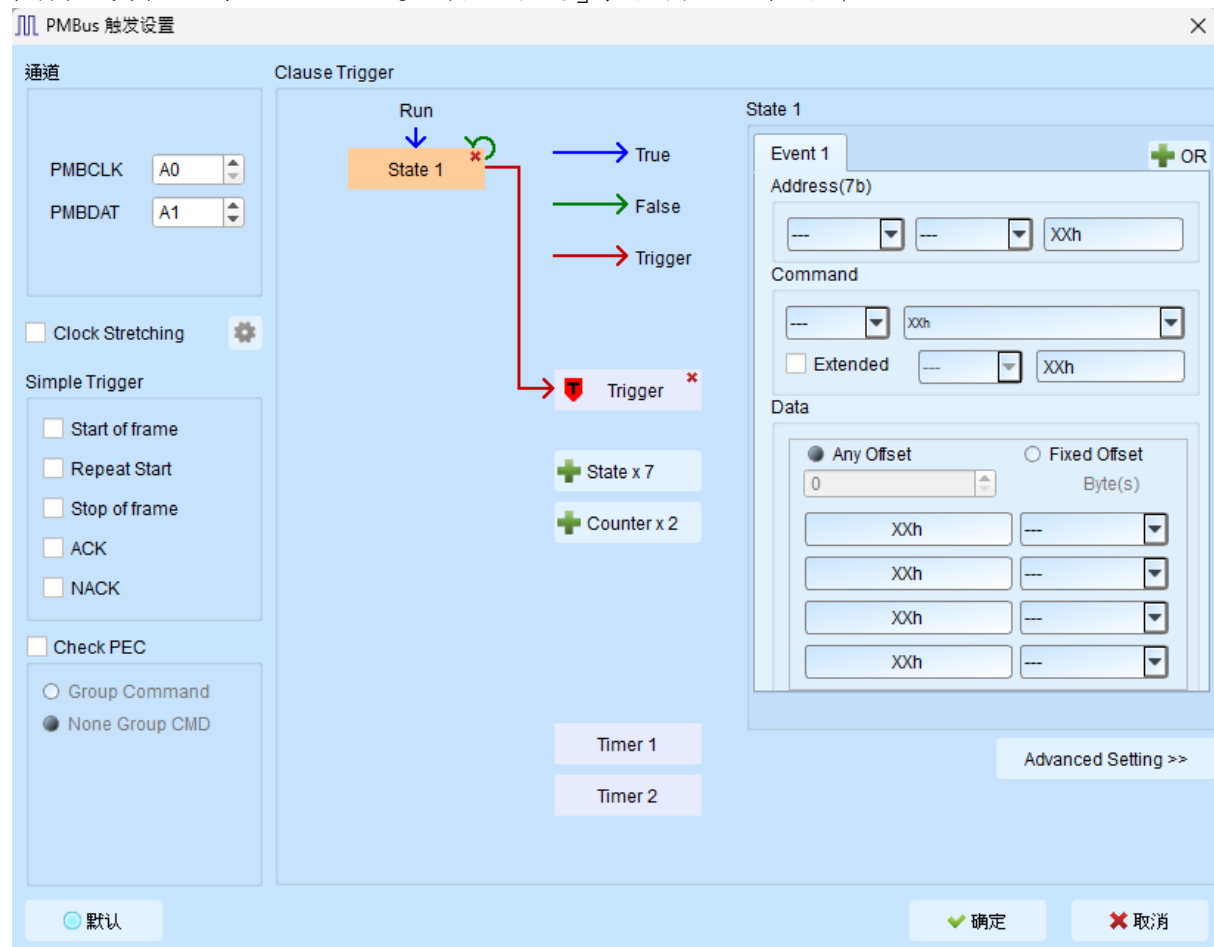 PMBus 触发设置
通道
PMBCLK A0
PMBDAT A1
Clock Stretching
Simple Trigger
Start of frame
Repeat Start
Stop of frame
ACK
NACK
Check PEC
Group Command
None Group CMD
Clause Trigger
Run
State 1
True
False
Trigger
Trigger
State x 7
Counter x 2
Timer 1
Timer 2
State 1
Event 1
OR
Address(7b)
--- --- XXh
Command
--- XXh
Extended --- XXh
Data
Any Offset Fixed Offset
0 Byte(s)
XXh ---
XXh ---
XXh ---
XXh ---
Advanced Setting >>
默认
确定
取消